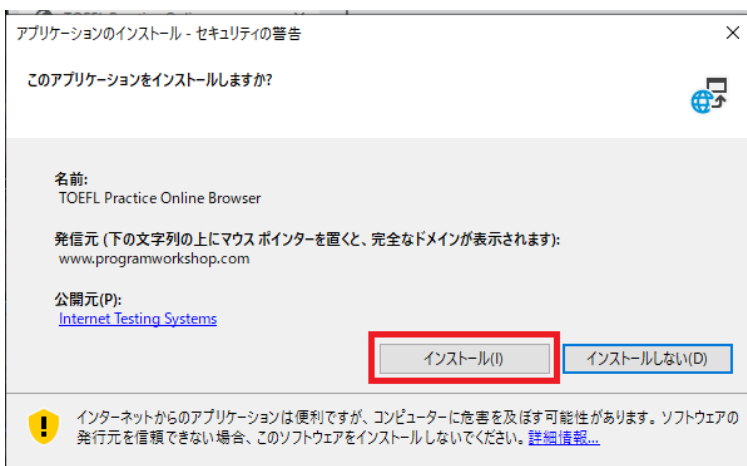 アプリケーションのインストール - セキュリティの警告
このアプリケーションをインストールしますか?
名前:
TOEFL Practice Online Browser
発信元 (下の文字列の上にマウス ポインターを置くと、完全なドメインが表示されます):
www.programworkshop.com
公開元(P):
Internet Testing Systems
インストール(I)
インストールしない(D)
インターネットからのアプリケーションは便利ですが、コンピューターに危害を及ぼす可能性があります。ソフトウェアの
発行元を信頼できない場合、このソフトウェアをインストールしないでください。詳細情報...